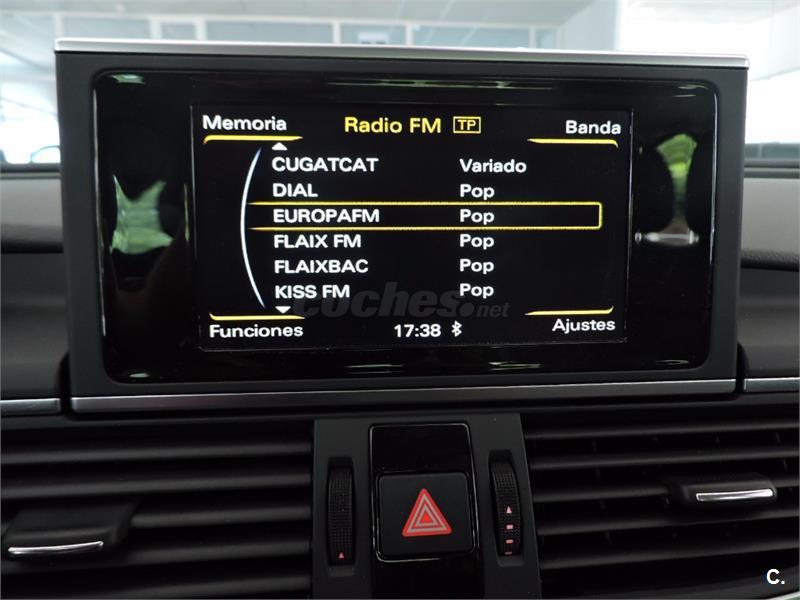 Memoria Radio FM TP Banda
CUGATCAT Variado
DIAL Pop
EUROPAFM Pop
FLAIX FM Pop
FLAIXBAC Pop
KISS FM Pop
coches.net
Funciones 17:38 Ajustes
C.